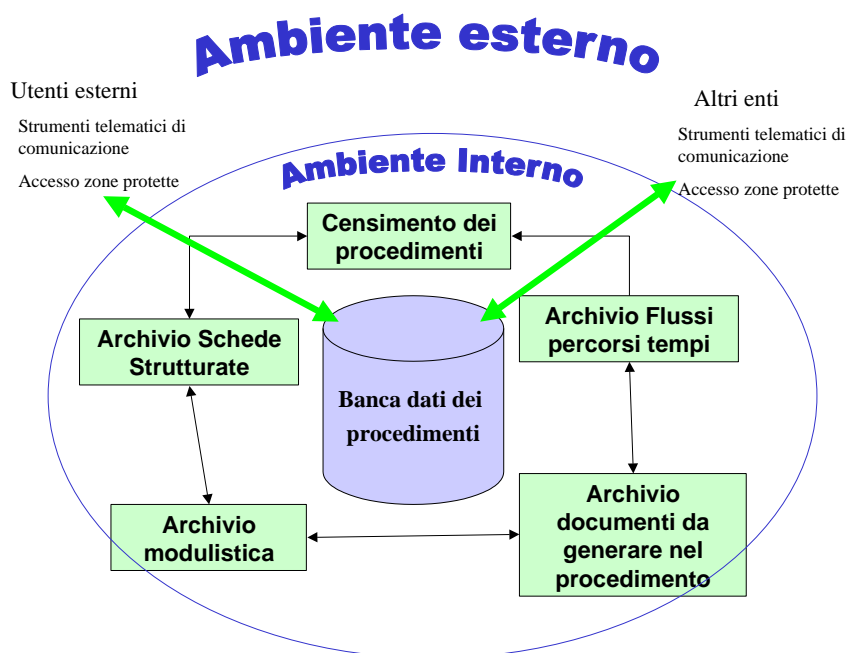 Ambiente esterno
Utenti esterni
Strumenti telematici di
comunicazione
Accesso zone protette
Altri enti
Strumenti telematici di
comunicazione
Accesso zone protette
Ambiente Interno
Censimento dei
procedimenti
Archivio Schede
Strutturate
Archivio Flussi
percorsi tempi
Banca dati dei
procedimenti
Archivio
modulistica
Archivio
documenti da
generare nel
procedimento